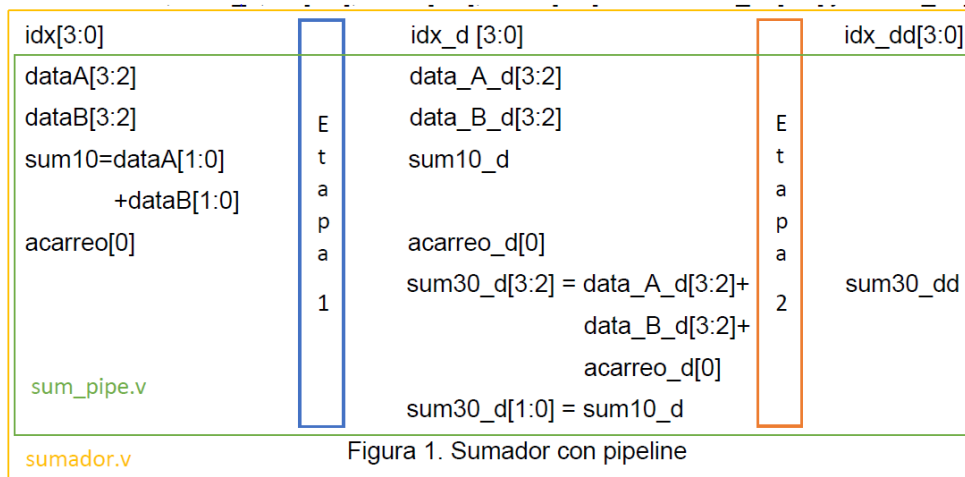 idx[3:0] idx_d [3:0] idx_dd[3:0]
dataA[3:2] data_A_d[3:2]
dataB[3:2] data_B_d[3:2]
sum10=dataA[1:0] sum10_d
+dataB[1:0]
acarreo[0] acarreo_d[0]
sum30_d[3:2] = data_A_d[3:2]+ sum30_dd
data_B_d[3:2]+
acarreo_d[0]
sum30_d[1:0] = sum10_d
Etapa 1
Etapa 2
sum_pipe.v
Figura 1. Sumador con pipeline
sumador.v